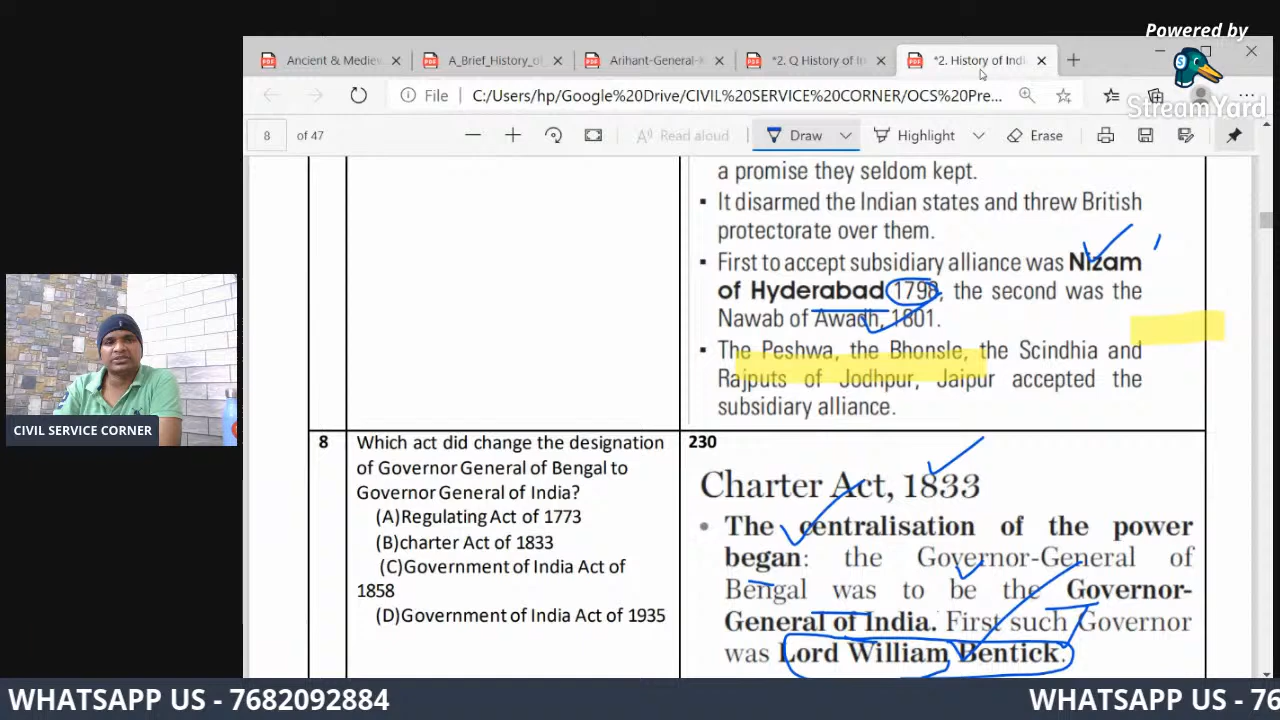 Powered by
StreamYard
Ancient & Mediev
A_Brief_History_o
Arihant-General-K
*2. Q History of In
*2. History of Indi
File
C:/Users/hp/Google%20Drive/CIVIL%20SERVICE%20CORNER/OCS%20Pre...
8 of 47
Read aloud
Draw
Highlight
Erase
a promise they seldom kept.
▪ It disarmed the Indian states and threw British
protectorate over them.
▪ First to accept subsidiary alliance was Nizam
of Hyderabad 1798, the second was the
Nawab of Awadh, 1801.
▪ The Peshwa, the Bhonsle, the Scindhia and
Rajputs of Jodhpur, Jaipur accepted the
subsidiary alliance.
CIVIL SERVICE CORNER
8
Which act did change the designation
of Governor General of Bengal to
Governor General of India?
(A)Regulating Act of 1773
(B)charter Act of 1833
(C)Government of India Act of
1858
(D)Government of India Act of 1935
230
Charter Act, 1833
• The centralisation of the power
began: the Governor-General of
Bengal was to be the Governor-
General of India. First such Governor
was Lord William Bentick.
WHATSAPP US - 7682092884
WHATSAPP US - 76